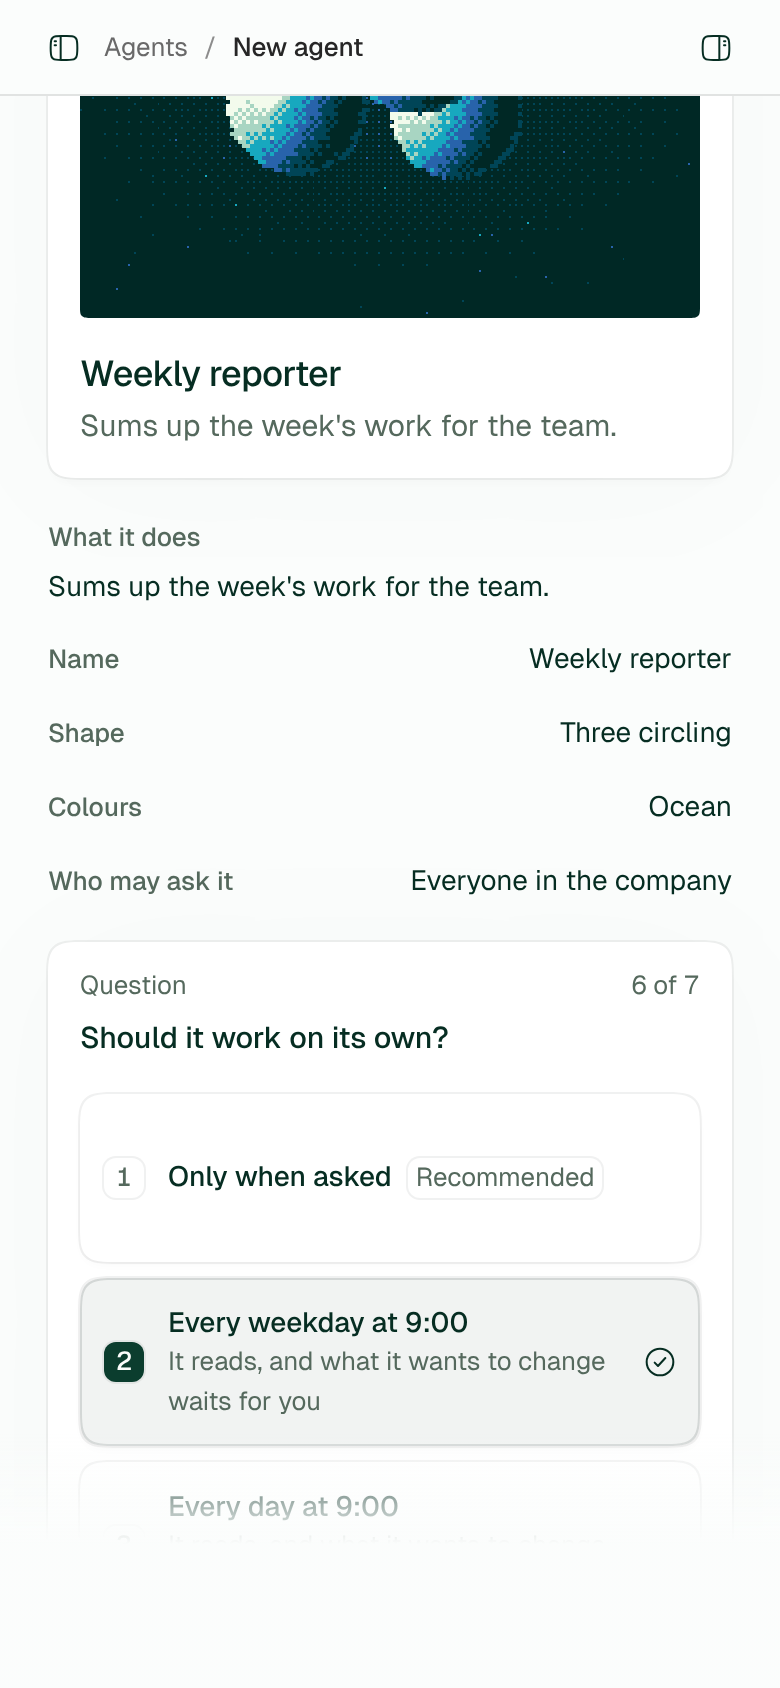 Agents / New agent
Weekly reporter
Sums up the week's work for the team.
What it does
Sums up the week's work for the team.
Name Weekly reporter
Shape Three circling
Colours Ocean
Who may ask it Everyone in the company
Question 6 of 7
Should it work on its own?
1 Only when asked Recommended
Every weekday at 9:00
2 It reads, and what it wants to change
waits for you
Every day at 9:00